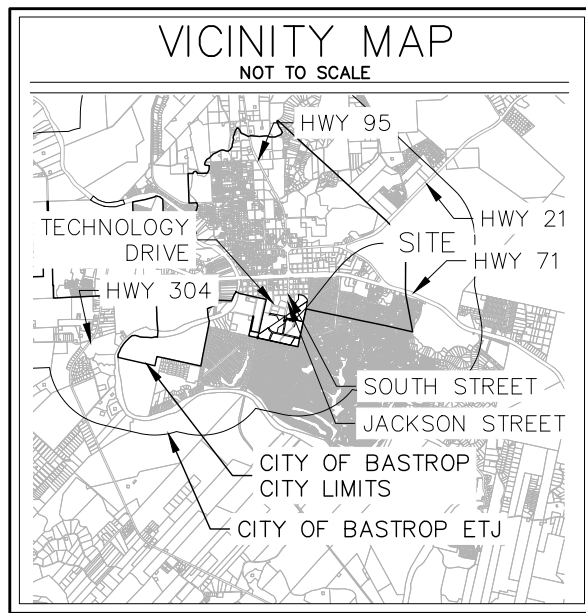 VICINITY MAP
NOT TO SCALE
HWY 95
HWY 21
TECHNOLOGY
DRIVE
SITE
HWY 71
HWY 304
SOUTH STREET
JACKSON STREET
CITY OF BASTROP
CITY LIMITS
CITY OF BASTROP ETJ